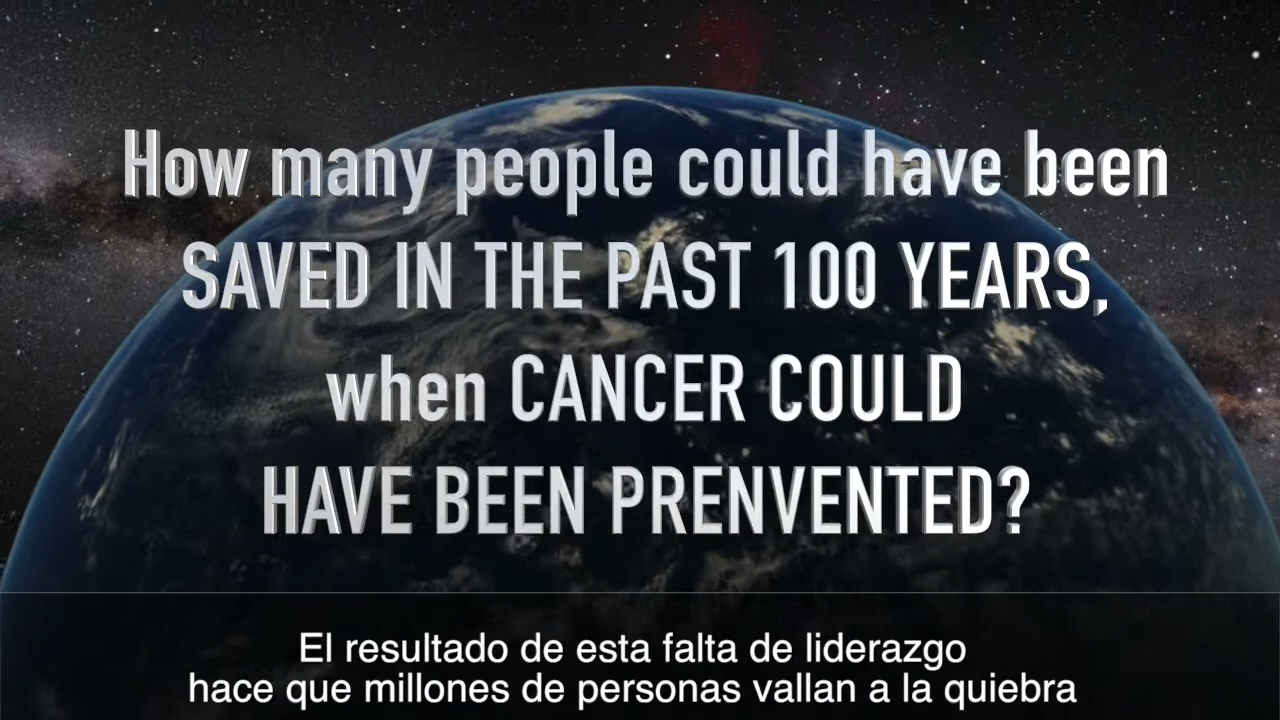 How many people could have been
SAVED IN THE PAST 100 YEARS,
when CANCER COULD
HAVE BEEN PRENVENTED?
El resultado de esta falta de liderazgo
hace que millones de personas vallan a la quiebra